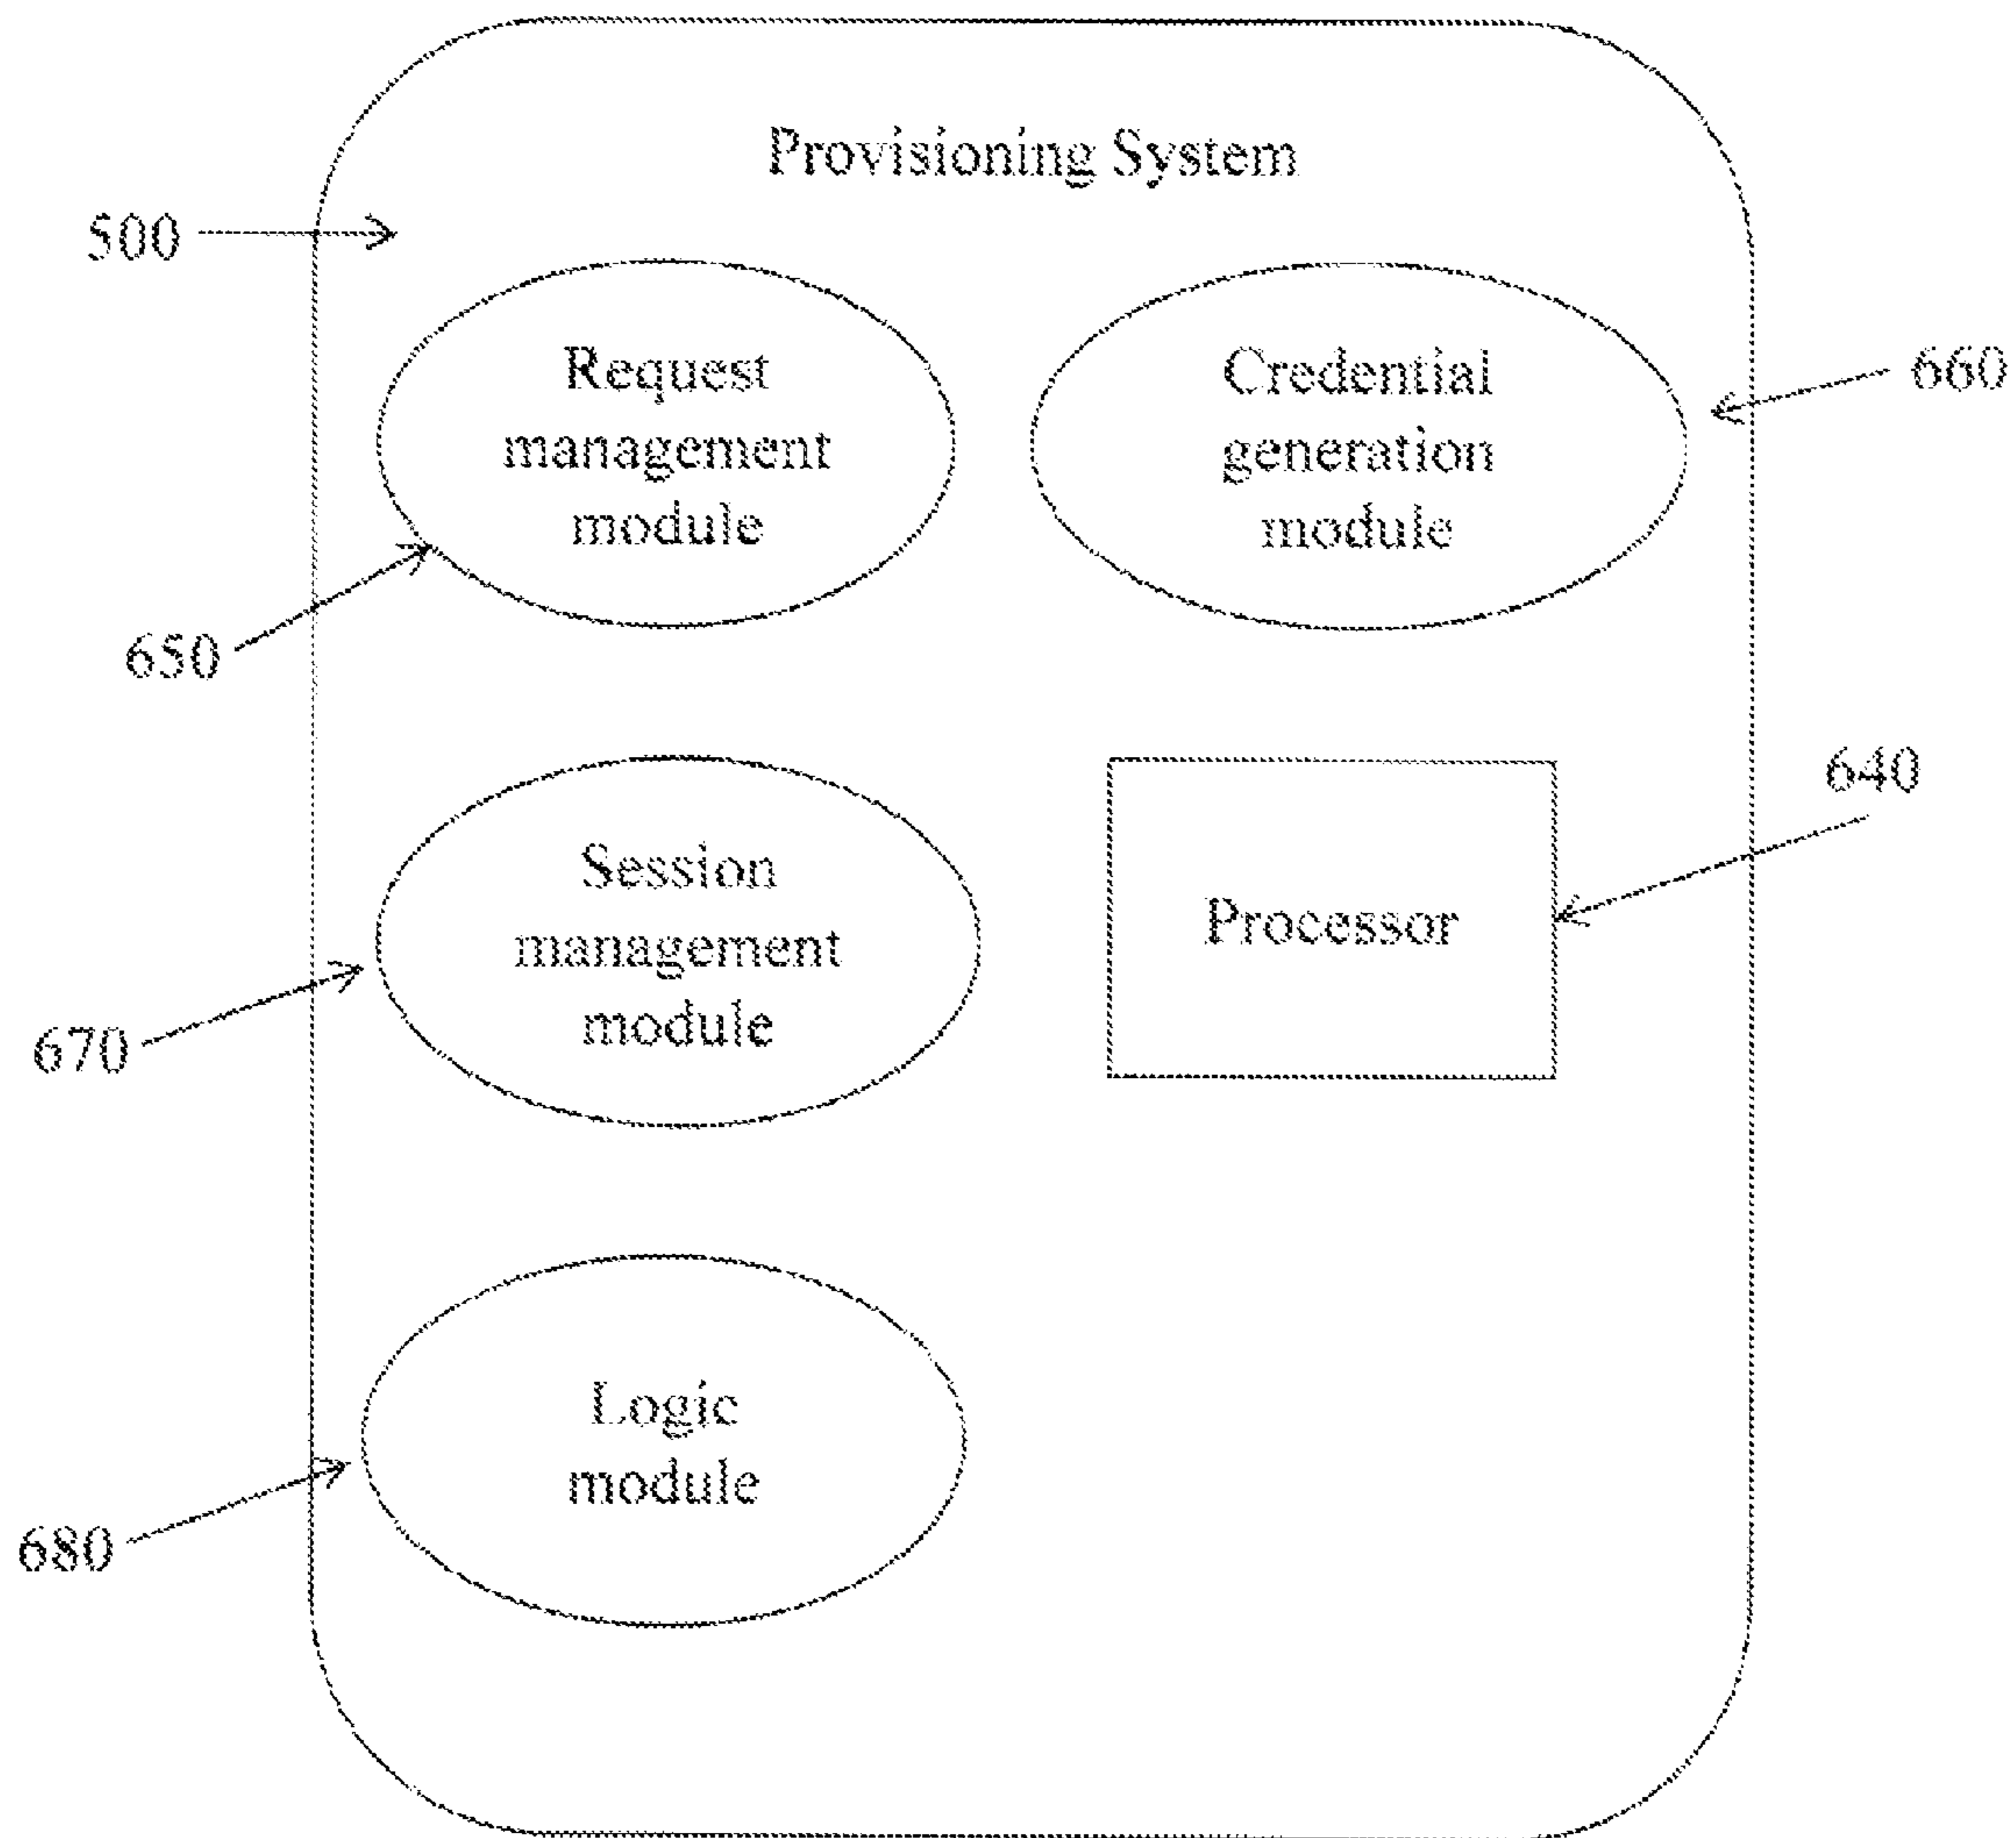 Provisioning System
500
Request
management
module
650
Credential
generation
module
660
Session
management
module
670
Processor
640
Logic
module
680